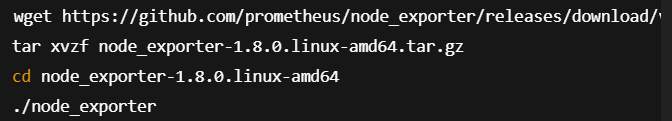 wget https://github.com/prometheus/node_exporter/releases/download/
tar xvzf node_exporter-1.8.0.linux-amd64.tar.gz
cd node_exporter-1.8.0.linux-amd64
./node_exporter